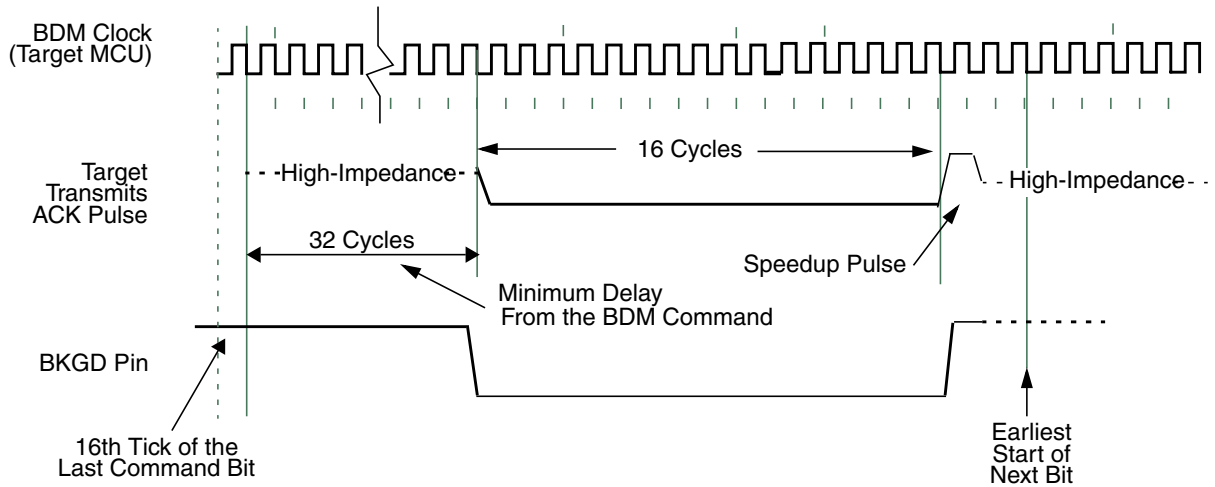 BDM Clock
(Target MCU)
Target
Transmits
ACK Pulse
High-Impedance
16 Cycles
High-Impedance
32 Cycles
Speedup Pulse
Minimum Delay
From the BDM Command
BKGD Pin
16th Tick of the
Last Command Bit
Earliest
Start of
Next Bit